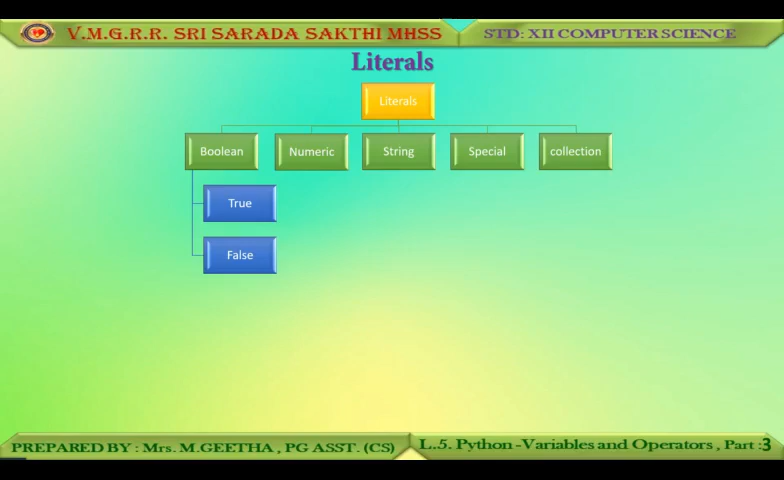 V.M.G.R.R. SRI SARADA SAKTHI MHSS
STD: XII COMPUTER SCIENCE
Literals
Literals
Boolean Numeric String Special collection
True
False
PREPARED BY : Mrs. M.GEETHA , PG ASST. (CS)
L.5. Python -Variables and Operators , Part :3